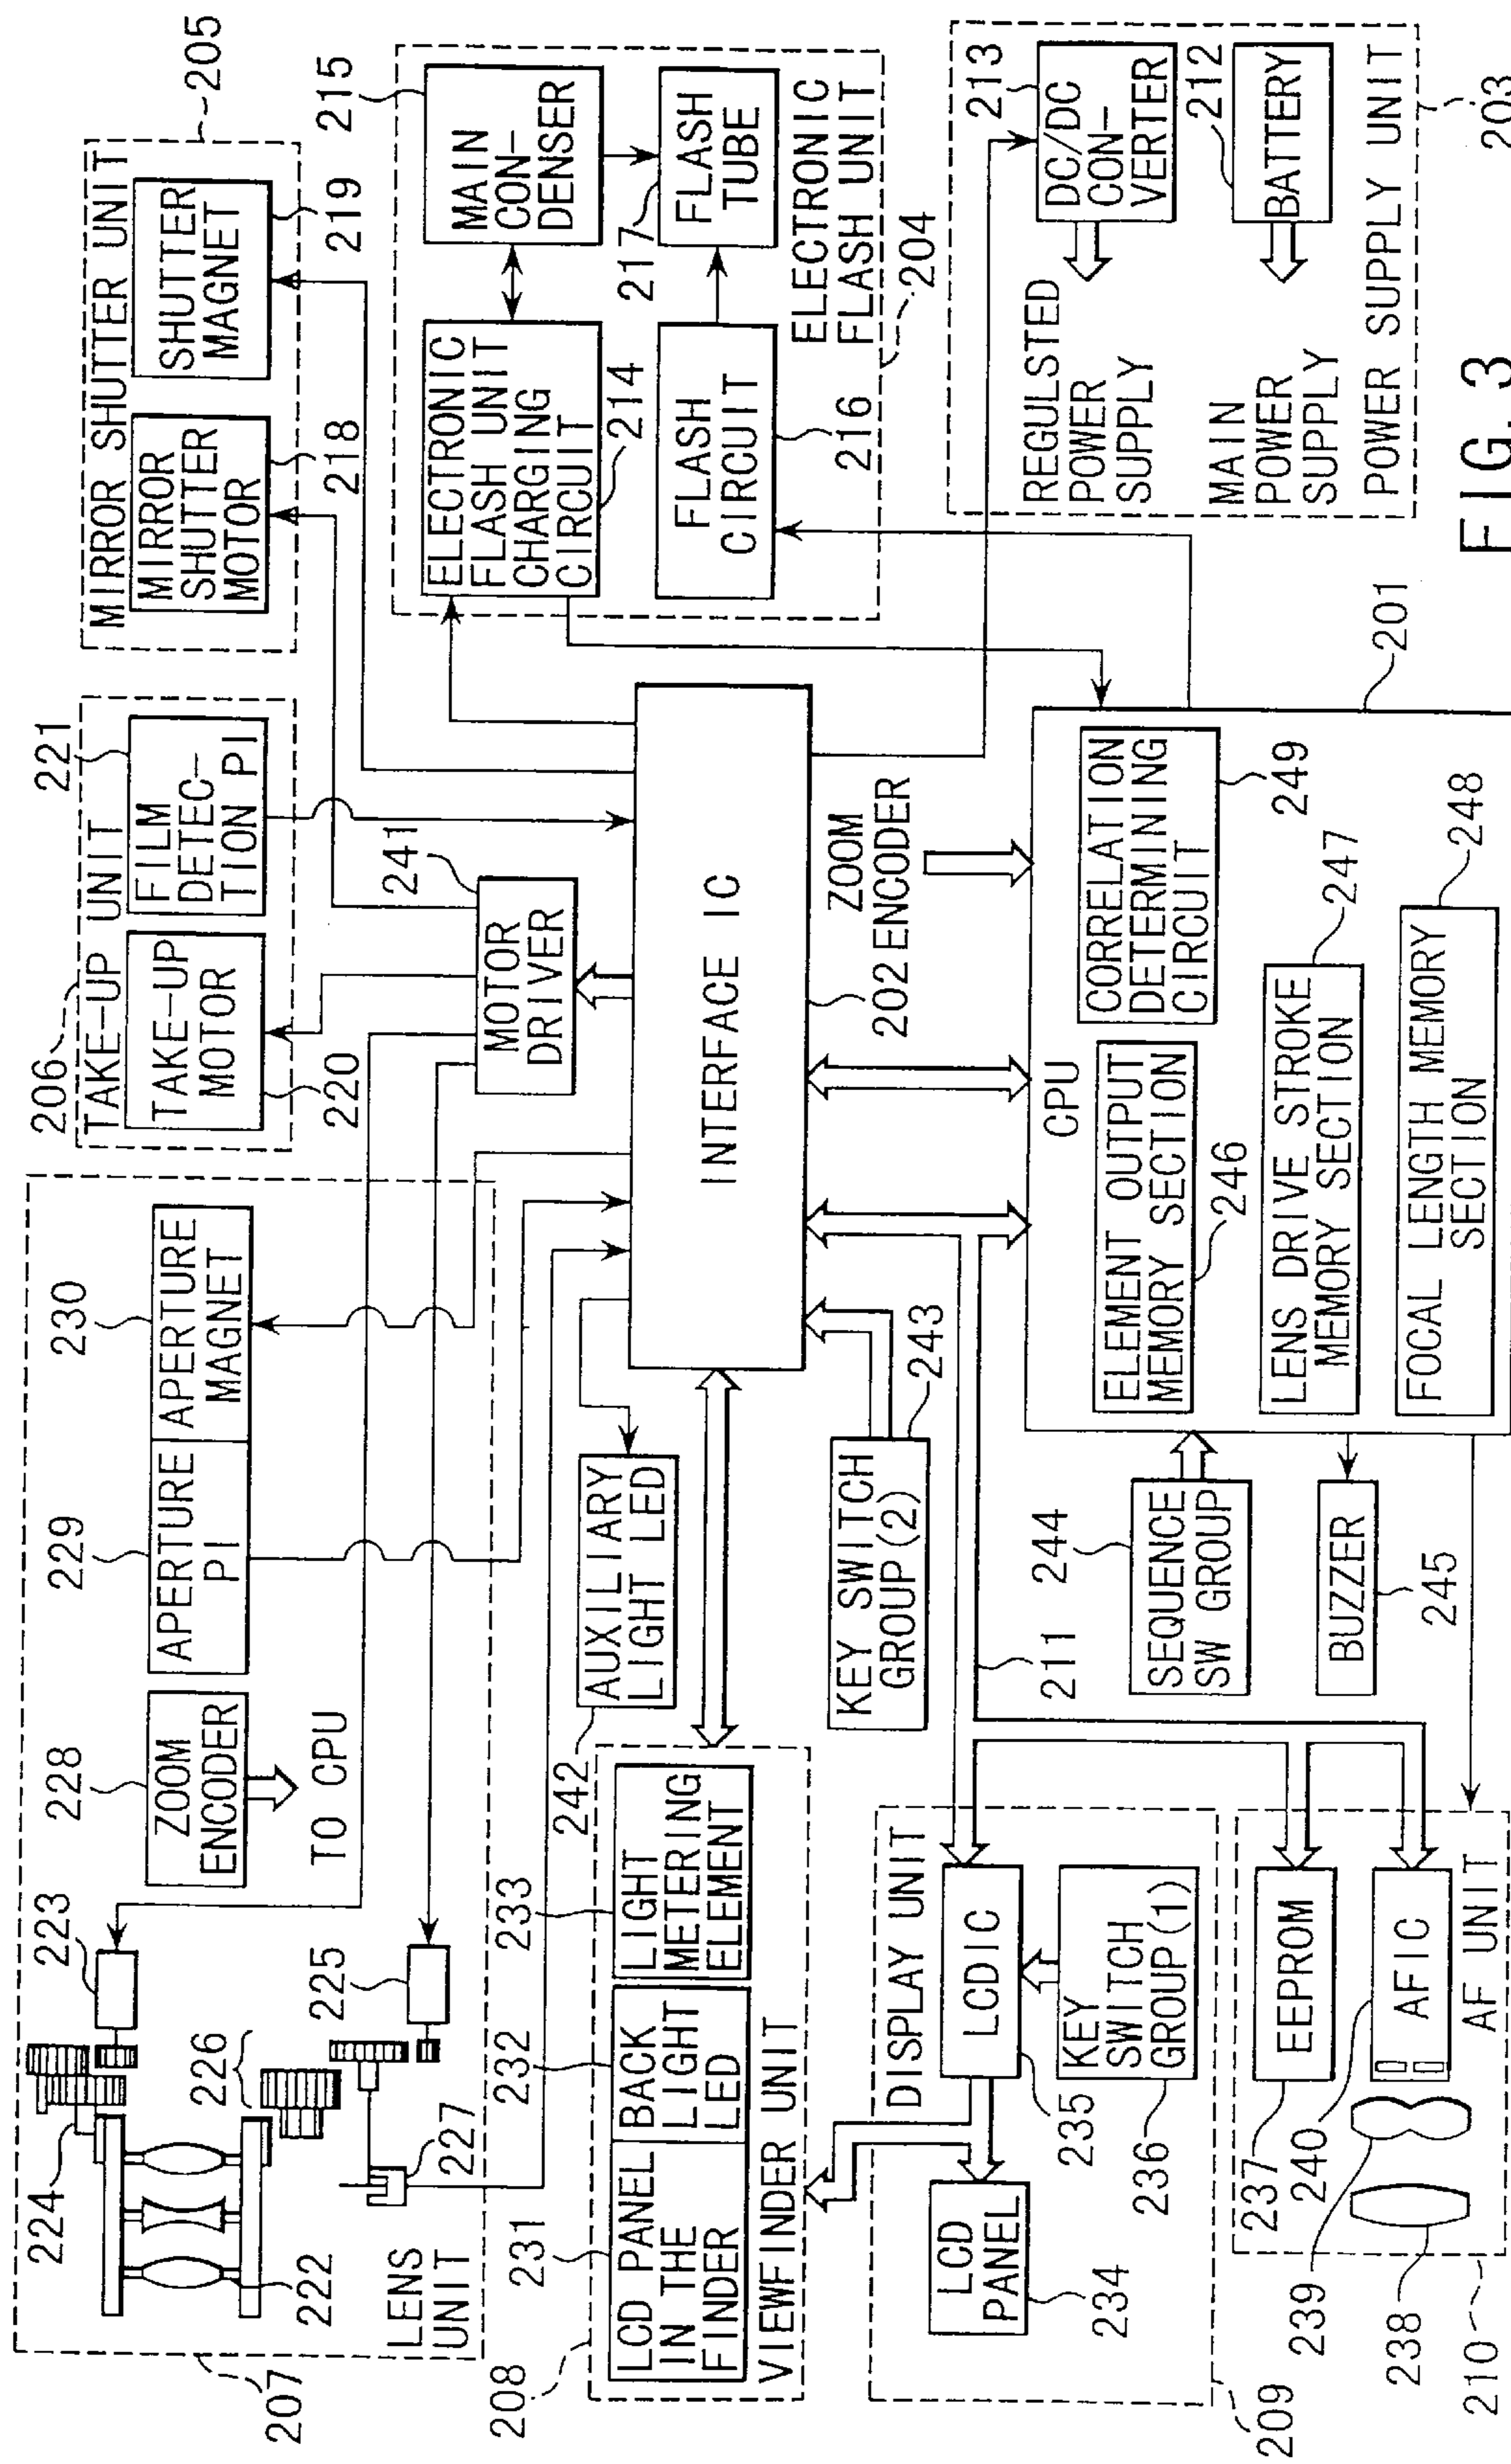 207
LENS
UNIT
222
224
223
226
225
227
228
ZOOM
ENCODER
TO CPU
229
230
APERTURE
PI
APERTURE
MAGNET
206
TAKE-UP UNIT
TAKE-UP
MOTOR
220
221
FILM
DETEC-
TION PI
205
MIRROR SHUTTER UNIT
MIRROR
SHUTTER
MOTOR
218
SHUTTER
MAGNET
219
241
MOTOR
DRIVER
208
231
232
233
LCD PANEL
IN THE
FINDER
BACK
LIGHT
LED
LIGHT
METERING
ELEMENT
VIEWFINDER UNIT
242
AUXILIARY
LIGHT LED
INTERFACE IC
202
ZOOM
ENCODER
215
ELECTRONIC
FLASH UNIT
CHARGING
CIRCUIT
214
MAIN
CON-
DENSER
217
FLASH
CIRCUIT
216
FLASH
TUBE
ELECTRONIC
FLASH UNIT
204
KEY SWITCH
GROUP(2)
243
209
DISPLAY UNIT
LCD
PANEL
234
LCDIC
235
KEY
SWITCH
GROUP(1)
236
211
244
SEQUENCE
SW GROUP
BUZZER
245
CPU
201
ELEMENT OUTPUT
MEMORY SECTION
246
CORRELATION
DETERMINING
CIRCUIT
249
LENS DRIVE STROKE
MEMORY SECTION
247
FOCAL LENGTH MEMORY
SECTION
248
213
DC/DC
CON-
VERTER
REGULSTED
POWER
SUPPLY
212
BATTERY
MAIN
POWER
SUPPLY
POWER SUPPLY UNIT
203
210
237
EEPROM
240
AFIC
239
238
AF UNIT
FIG. 3